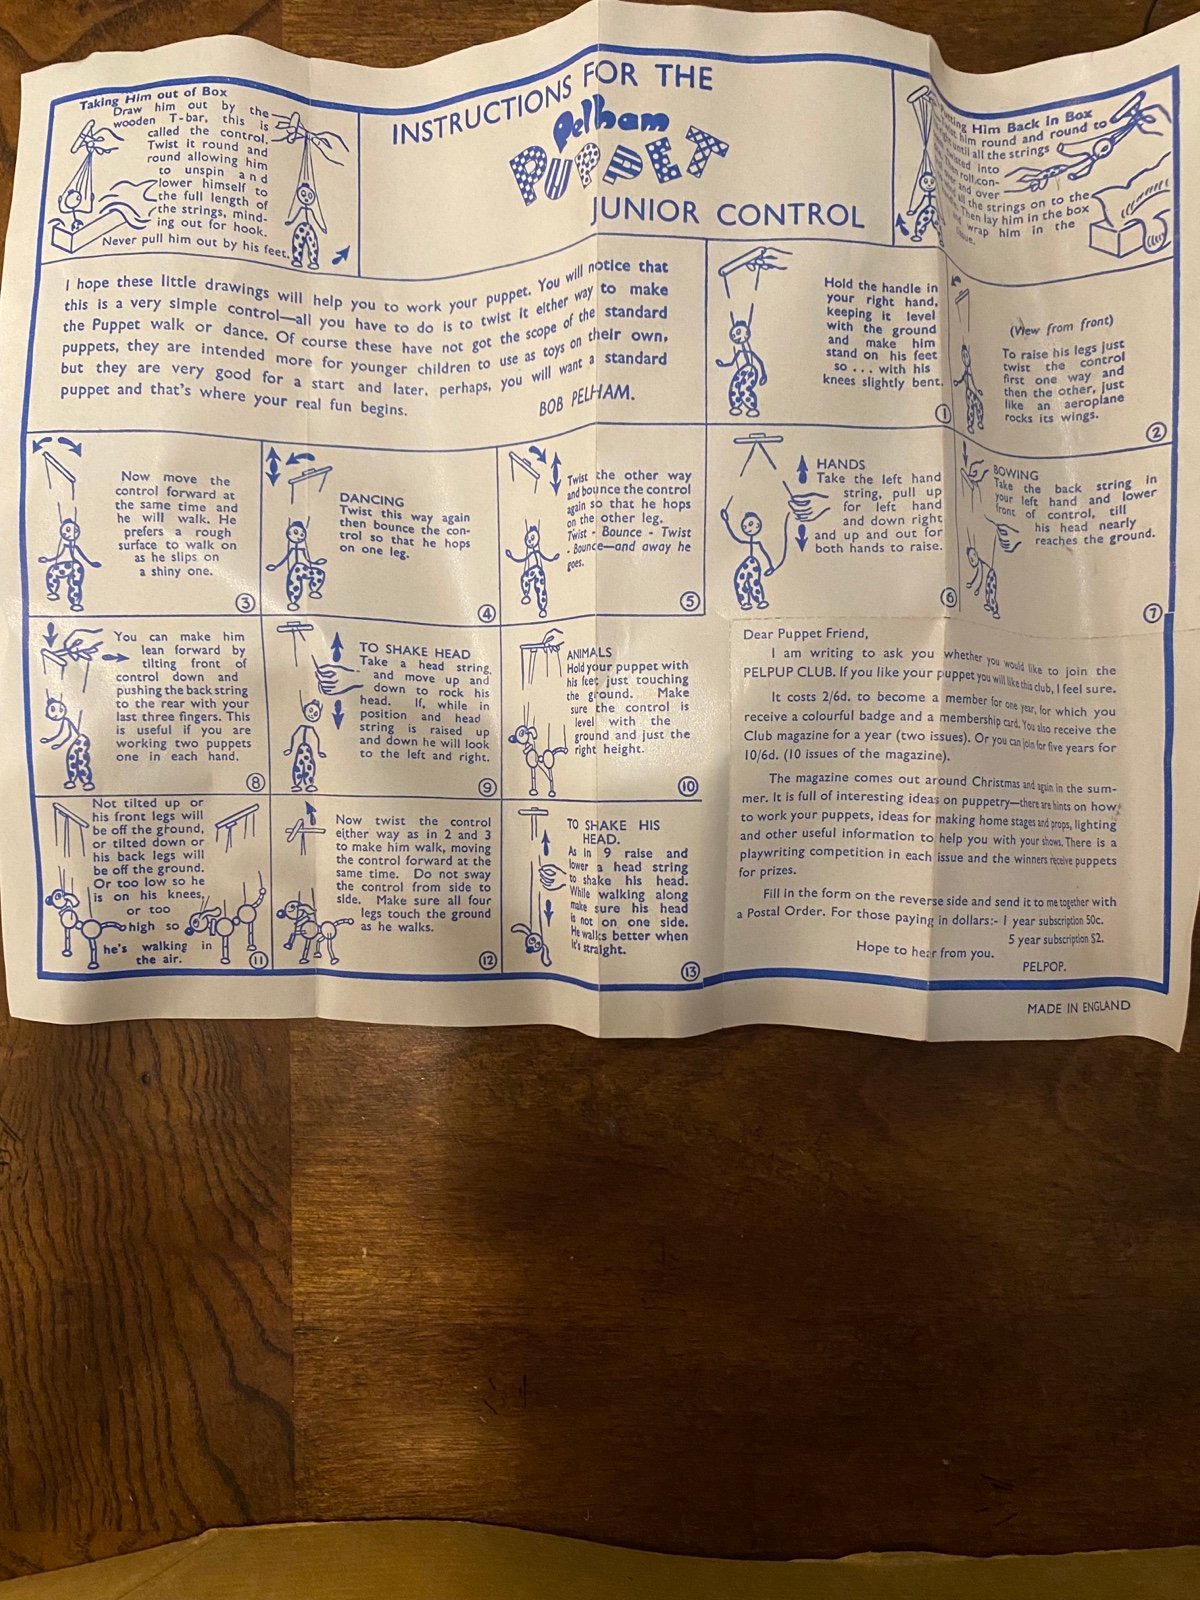 Taking Him out of Box
Draw him out by the
wooden T-bar, this is
called the control.
Twist it round and
round allowing him
to unspin and
lower himself to
the full length of
the strings, mind-
ing out for hook.
Never pull him out by his feet.
INSTRUCTIONS FOR THE
Pelham
PUPPET
JUNIOR CONTROL
Putting Him Back in Box
Twist him round and round to
until all the strings
twisted into
roll, con-
and over
all the strings on to the
Then lay him in the box
wrap him in the
tissue.
I hope these little drawings will help you to work your puppet. You will notice that
this is a very simple control—all you have to do is to twist it either way to make
the Puppet walk or dance. Of course these have not got the scope of the standard
puppets, they are intended more for younger children to use as toys on their own,
but they are very good for a start and later, perhaps, you will want a standard
puppet and that's where your real fun begins.
BOB PELHAM.
Hold the handle in
your right hand,
keeping it level
with the ground
and make him
stand on his feet
so . . . with his
knees slightly bent.
1
(View from front)
To raise his legs just
twist the control
first one way and
then the other, just
like an aeroplane
rocks its wings.
2
Now move the
control forward at
the same time and
he will walk. He
prefers a rough
surface to walk on
as he slips on
a shiny one.
3
DANCING
Twist this way again
then bounce the con-
trol so that he hops
on one leg.
4
Twist the other way
and bounce the control
again so that he hops
on the other leg.
Twist - Bounce - Twist
- Bounce—and away he
goes.
5
HANDS
Take the left hand
string, pull up
for left hand
and down right
and up and out for
both hands to raise.
6
BOWING
Take the back string in
your left hand and lower
front of control, till
his head nearly
reaches the ground.
7
You can make him
lean forward by
tilting front of
control down and
pushing the back string
to the rear with your
last three fingers. This
is useful if you are
working two puppets
one in each hand.
8
TO SHAKE HEAD
Take a head string,
and move up and
down to rock his
head. If, while in
position and head
string is raised up
and down he will look
to the left and right.
9
ANIMALS
Hold your puppet with
his feet just touching
the ground. Make
sure the control is
level with the
ground and just the
right height.
10
Not tilted up or
his front legs will
be off the ground,
or tilted down or
his back legs will
be off the ground.
Or too low so he
is on his knees,
or too
high so
he's walking in
the air.
11
Now twist the control
either way as in 2 and 3
to make him walk, moving
the control forward at the
same time. Do not sway
the control from side to
side. Make sure all four
legs touch the ground
as he walks.
12
TO SHAKE HIS
HEAD.
As in 9 raise and
lower a head string
to shake his head.
While walking along
make sure his head
is not on one side.
He walks better when
it's straight.
13
Dear Puppet Friend,
I am writing to ask you whether you would like to join the
PELPUP CLUB. If you like your puppet you will like this club, I feel sure.
It costs 2/6d. to become a member for one year, for which you
receive a colourful badge and a membership card. You also receive the
Club magazine for a year (two issues). Or you can join for five years for
10/6d. (10 issues of the magazine).
The magazine comes out around Christmas and again in the sum-
mer. It is full of interesting ideas on puppetry—there are hints on how
to work your puppets, ideas for making home stages and props, lighting
and other useful information to help you with your shows. There is a
playwriting competition in each issue and the winners receive puppets
for prizes.
Fill in the form on the reverse side and send it to me together with
a Postal Order. For those paying in dollars:- 1 year subscription 50c.
5 year subscription $2.
Hope to hear from you.
PELPOP.
MADE IN ENGLAND